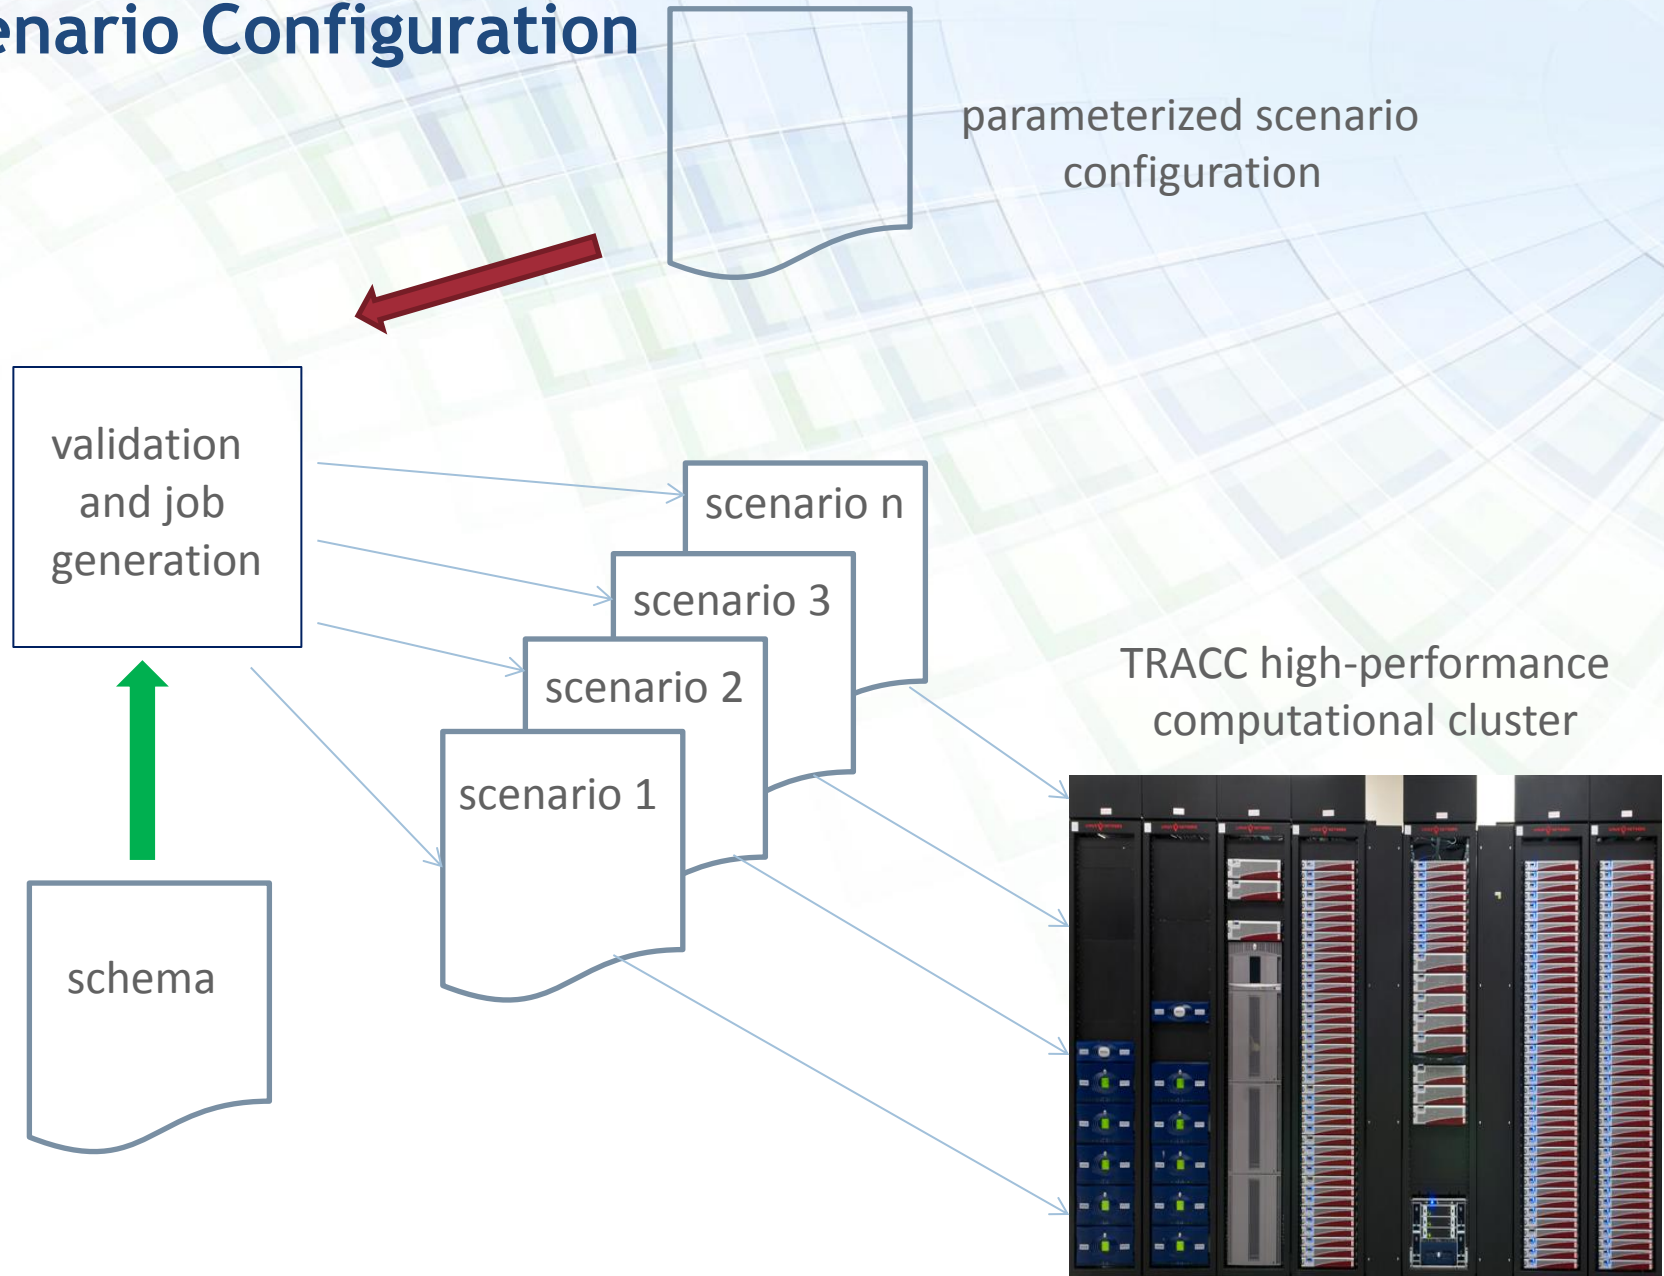 enario Configuration
parameterized scenario
configuration
validation
and job
generation
scenario n
scenario 3
scenario 2
scenario 1
schema
TRACC high-performance
computational cluster